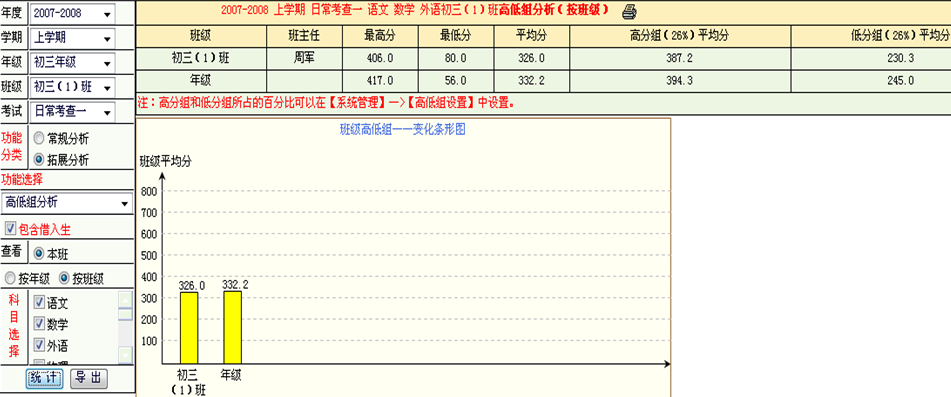 年度 2007-2008
学期 上学期
年级 初三年级
班级 初三(1)班
考试 日常考查一
功能分类 常规分析 拓展分析
功能选择
高低组分析
包含借入生
查看 本班
按年级 按班级
科目选择
语文
数学
外语
物理
统计 导出
2007-2008 上学期 日常考查一 语文 数学 外语初三(1)班高低组分析(按班级)
班级 班主任 最高分 最低分 平均分 高分组(26%)平均分 低分组(26%)平均分
初三(1)班 周军 406.0 80.0 326.0 387.2 230.3
年级 417.0 56.0 332.2 394.3 245.0
注:高分组和低分组所占的百分比可以在【系统管理】—>【高低组设置】中设置。
班级高低组——变化条形图
班级平均分
800
700
600
500
400
300
200
100
326.0 332.2
初三 年级
(1)班